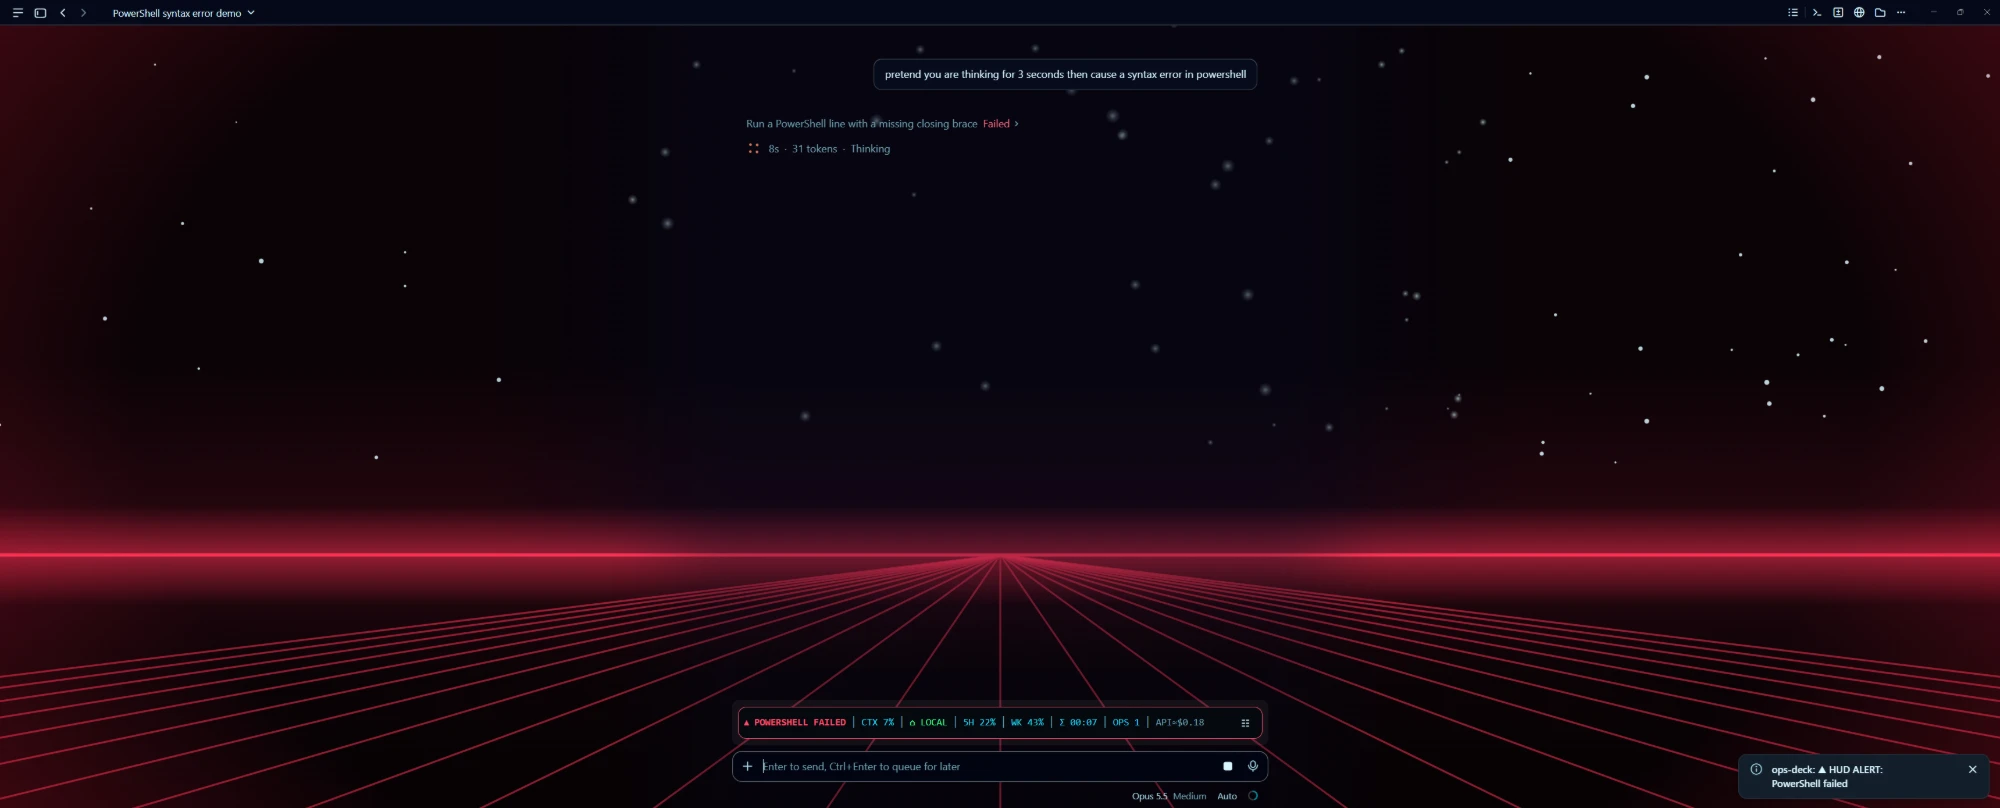 PowerShell syntax error demo
pretend you are thinking for 3 seconds then cause a syntax error in powershell
Run a PowerShell line with a missing closing brace Failed >
8s · 31 tokens · Thinking
▲ POWERSHELL FAILED | CTX 7% | ⌂ LOCAL | 5H 22% | WK 43% | Σ 00:07 | OPS 1 | API≈$0.18
Enter to send, Ctrl+Enter to queue for later
Opus 5.5 Medium Auto
ops-deck: ▲ HUD ALERT:
PowerShell failed